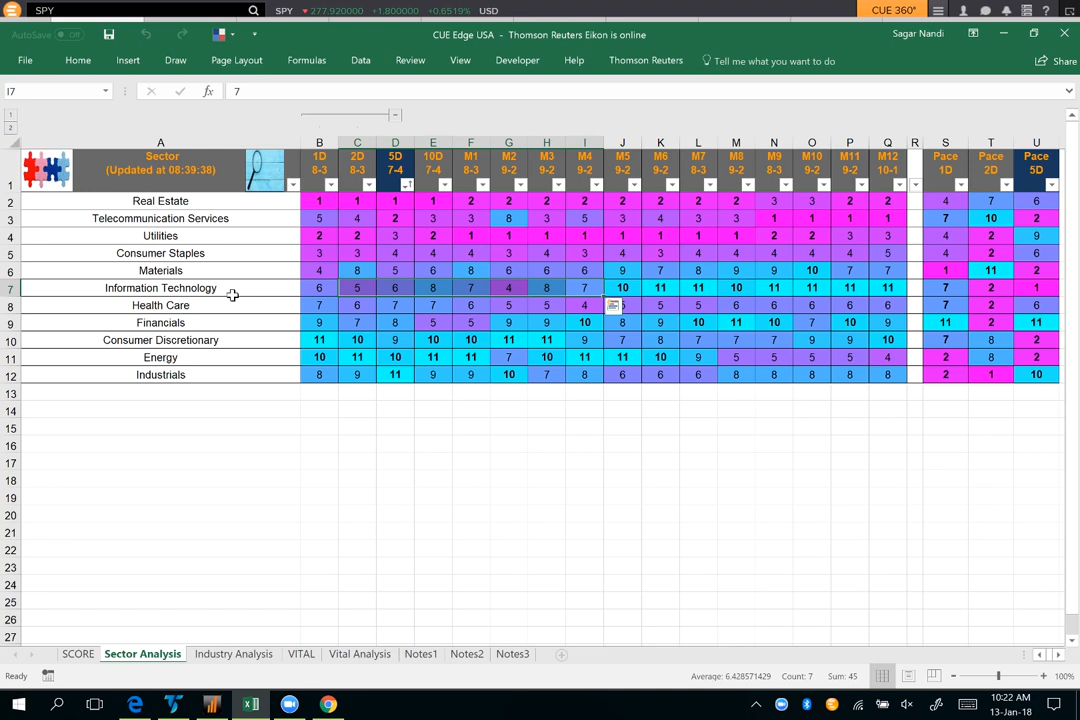 SPY SPY 277.920000 +1.800000 +0.6519% USD CUE 360°
AutoSave Off CUE Edge USA - Thomson Reuters Eikon is online Sagar Nandi
File Home Insert Draw Page Layout Formulas Data Review View Developer Help Thomson Reuters Tell me what you want to do Share
I7 fx 7
1
2
A B C D E F G H I J K L M N O P Q R S T U
Sector 1D 2D 5D 10D M1 M2 M3 M4 M5 M6 M7 M8 M9 M10 M11 M12 Pace Pace Pace
1 (Updated at 08:39:38) 8-3 8-3 7-4 7-4 9-2 9-2 9-2 9-2 9-2 9-2 9-2 9-2 8-3 9-2 9-2 10-1 1D 2D 5D
2 Real Estate 1 1 1 1 2 2 2 2 2 2 2 2 3 3 2 2 4 7 6
3 Telecommunication Services 5 4 2 3 3 8 3 5 3 4 3 3 1 1 1 1 7 10 2
4 Utilities 2 2 3 2 1 1 1 1 1 1 1 1 2 2 3 3 4 2 9
5 Consumer Staples 3 3 4 4 4 3 4 3 4 3 4 4 4 4 4 5 4 2 6
6 Materials 4 8 5 6 8 6 6 6 9 7 8 9 9 10 7 7 1 11 2
7 Information Technology 6 5 6 8 7 4 8 7 10 11 11 10 11 11 11 11 7 2 1
8 Health Care 7 6 7 7 6 5 5 4 5 5 5 6 6 6 6 6 7 2 6
9 Financials 9 7 8 5 5 9 9 10 8 9 10 11 10 7 10 9 11 2 11
10 Consumer Discretionary 11 10 9 10 10 11 11 9 7 8 7 7 7 9 9 10 7 8 2
11 Energy 10 11 10 11 11 7 10 11 11 10 9 5 5 5 5 4 2 8 2
12 Industrials 8 9 11 9 9 10 7 8 6 6 6 8 8 8 8 8 2 1 10
13
14
15
16
17
18
19
20
21
22
23
24
25
26
27
SCORE Sector Analysis Industry Analysis VITAL Vital Analysis Notes1 Notes2 Notes3
Ready Average: 6.428571429 Count: 7 Sum: 45 100%
10:22 AM
13-Jan-18